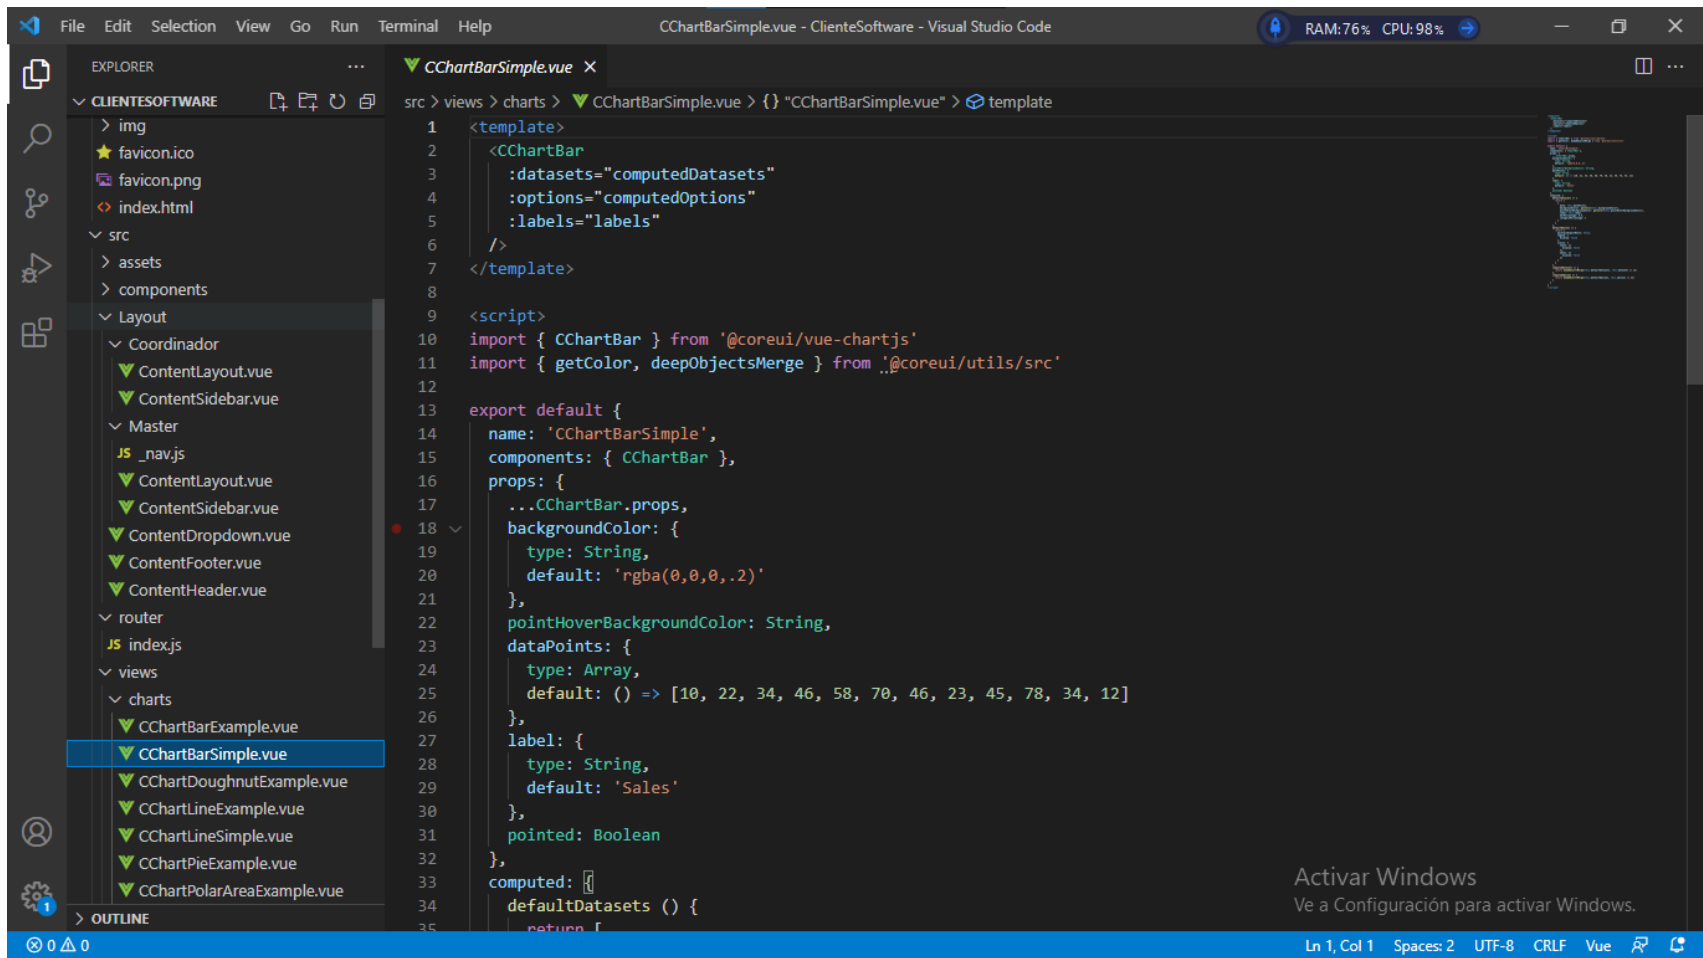 File Edit Selection View Go Run Terminal Help
CChartBarSimple.vue - ClienteSoftware - Visual Studio Code
RAM:76% CPU:98%
EXPLORER
CLIENTESOFTWARE
img
favicon.ico
favicon.png
index.html
src
assets
components
Layout
Coordinador
ContentLayout.vue
ContentSidebar.vue
Master
JS _nav.js
ContentLayout.vue
ContentSidebar.vue
ContentDropdown.vue
ContentFooter.vue
ContentHeader.vue
router
JS index.js
views
charts
CChartBarExample.vue
CChartBarSimple.vue
CChartDoughnutExample.vue
CChartLineExample.vue
CChartLineSimple.vue
CChartPieExample.vue
CChartPolarAreaExample.vue
OUTLINE
CChartBarSimple.vue
src > views > charts > CChartBarSimple.vue > {} "CChartBarSimple.vue" > template
1 <template>
2 <CChartBar
3 :datasets="computedDatasets"
4 :options="computedOptions"
5 :labels="labels"
6 />
7 </template>
8
9 <script>
10 import { CChartBar } from '@coreui/vue-chartjs'
11 import { getColor, deepObjectsMerge } from '@coreui/utils/src'
12
13 export default {
14 name: 'CChartBarSimple',
15 components: { CChartBar },
16 props: {
17 ...CChartBar.props,
18 backgroundColor: {
19 type: String,
20 default: 'rgba(0,0,0,.2)'
21 },
22 pointHoverBackgroundColor: String,
23 dataPoints: {
24 type: Array,
25 default: () => [10, 22, 34, 46, 58, 70, 46, 23, 45, 78, 34, 12]
26 },
27 label: {
28 type: String,
29 default: 'Sales'
30 },
31 pointed: Boolean
32 },
33 computed: {
34 defaultDatasets () {
35 return [
Activar Windows
Ve a Configuración para activar Windows.
1
0 0
Ln 1, Col 1 Spaces: 2 UTF-8 CRLF Vue